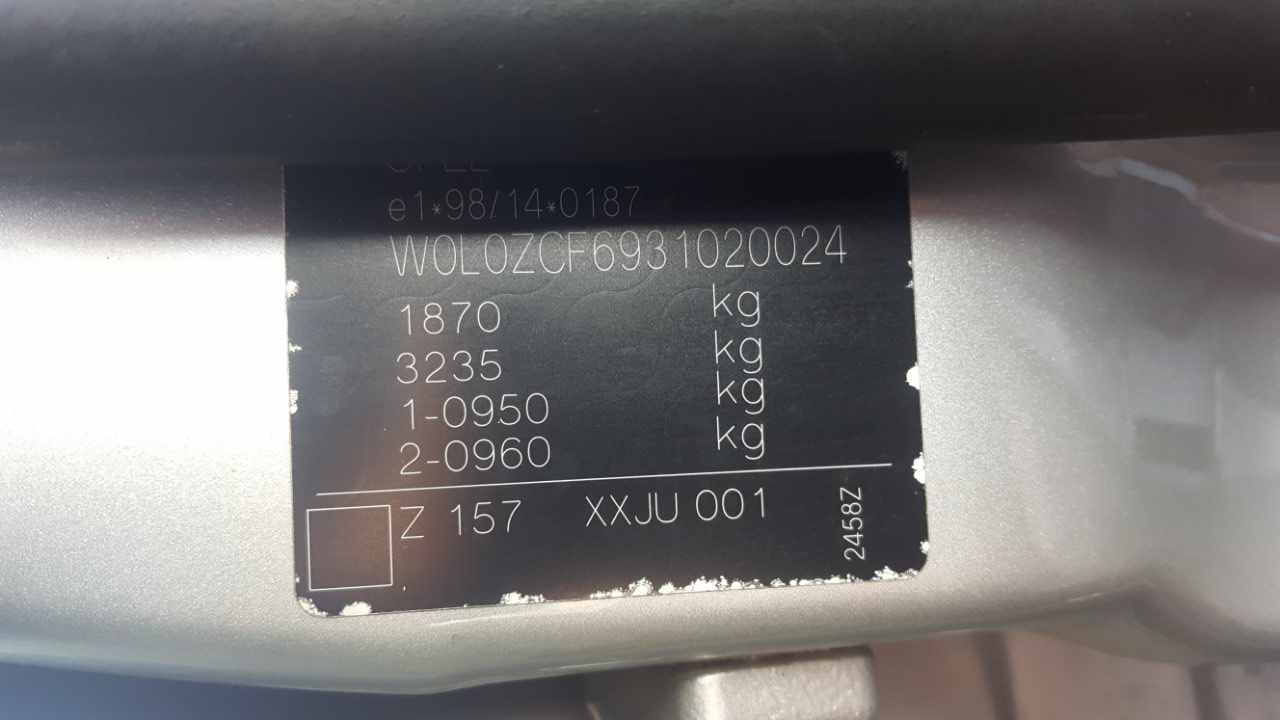 OPEL
e1*98/14*0187
W0L0ZCF6931020024
1870 kg
3235 kg
1-0950 kg
2-0960 kg
Z 157 XXJU 001
2458Z